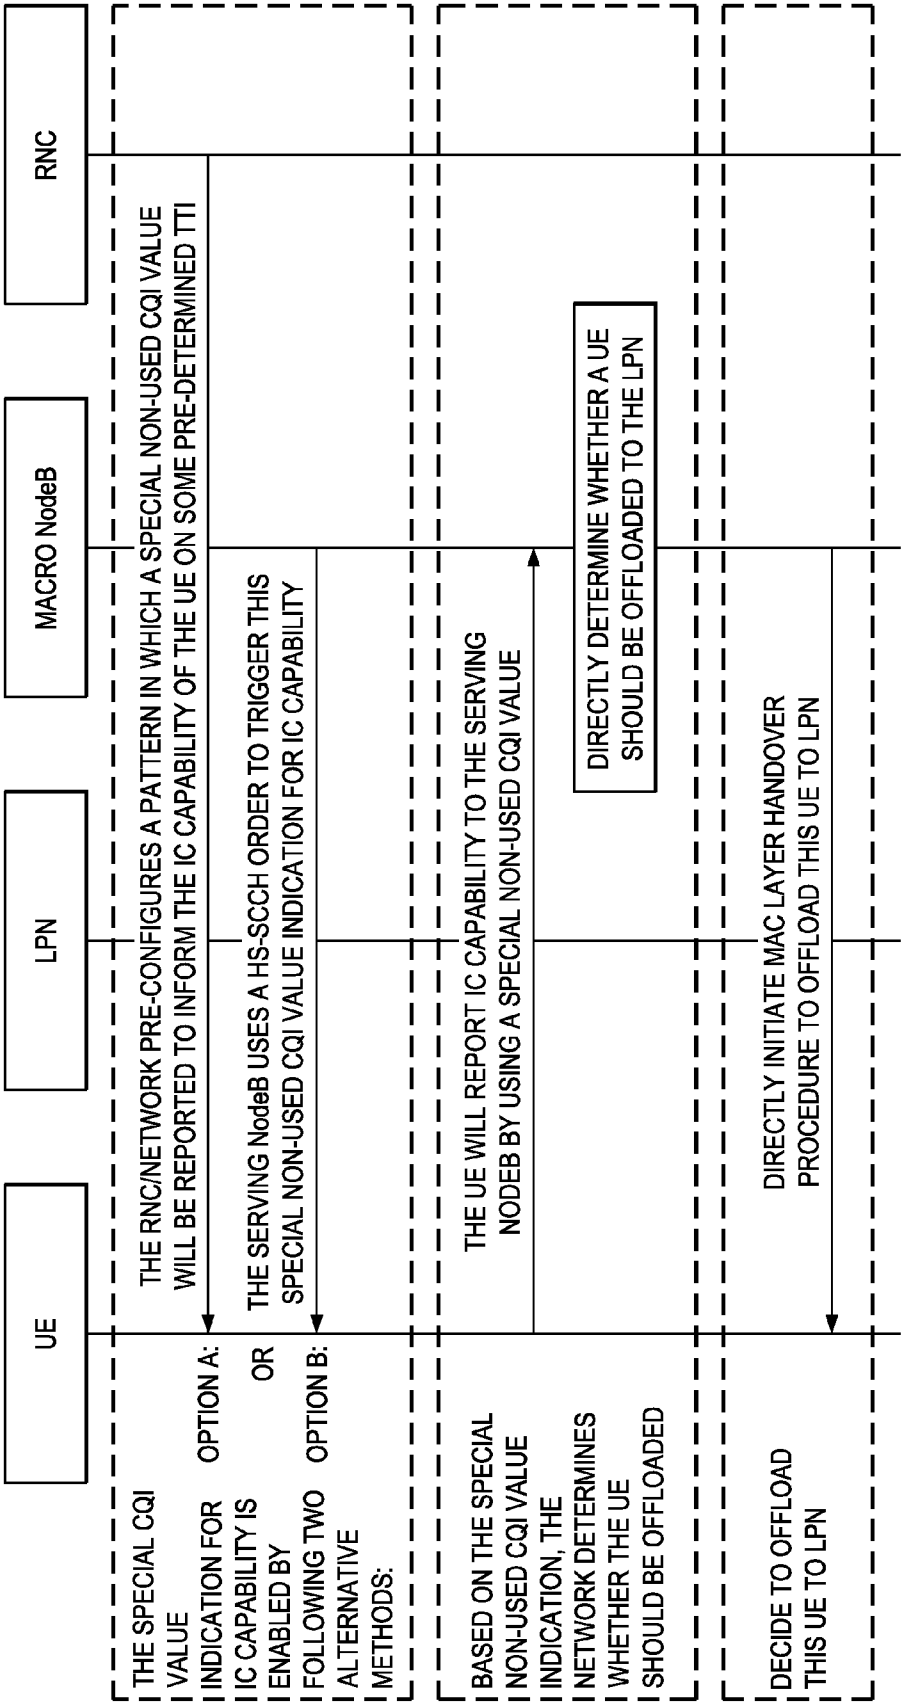 UE
LPN
MACRO NodeB
RNC
THE SPECIAL CQI
VALUE
INDICATION FOR
IC CAPABILITY IS
ENABLED BY
FOLLOWING TWO
ALTERNATIVE
METHODS:
OPTION A:
OR
OPTION B:
THE RNC/NETWORK PRE-CONFIGURES A PATTERN IN WHICH A SPECIAL NON-USED CQI VALUE
WILL BE REPORTED TO INFORM THE IC CAPABILITY OF THE UE ON SOME PRE-DETERMINED TTI
THE SERVING NodeB USES A HS-SCCH ORDER TO TRIGGER THIS
SPECIAL NON-USED CQI VALUE INDICATION FOR IC CAPABILITY
BASED ON THE SPECIAL
NON-USED CQI VALUE
INDICATION, THE
NETWORK DETERMINES
WHETHER THE UE
SHOULD BE OFFLOADED
THE UE WILL REPORT IC CAPABILITY TO THE SERVING
NODEB BY USING A SPECIAL NON-USED CQI VALUE
DIRECTLY DETERMINE WHETHER A UE
SHOULD BE OFFLOADED TO THE LPN
DECIDE TO OFFLOAD
THIS UE TO LPN
DIRECTLY INITIATE MAC LAYER HANDOVER
PROCEDURE TO OFFLOAD THIS UE TO LPN